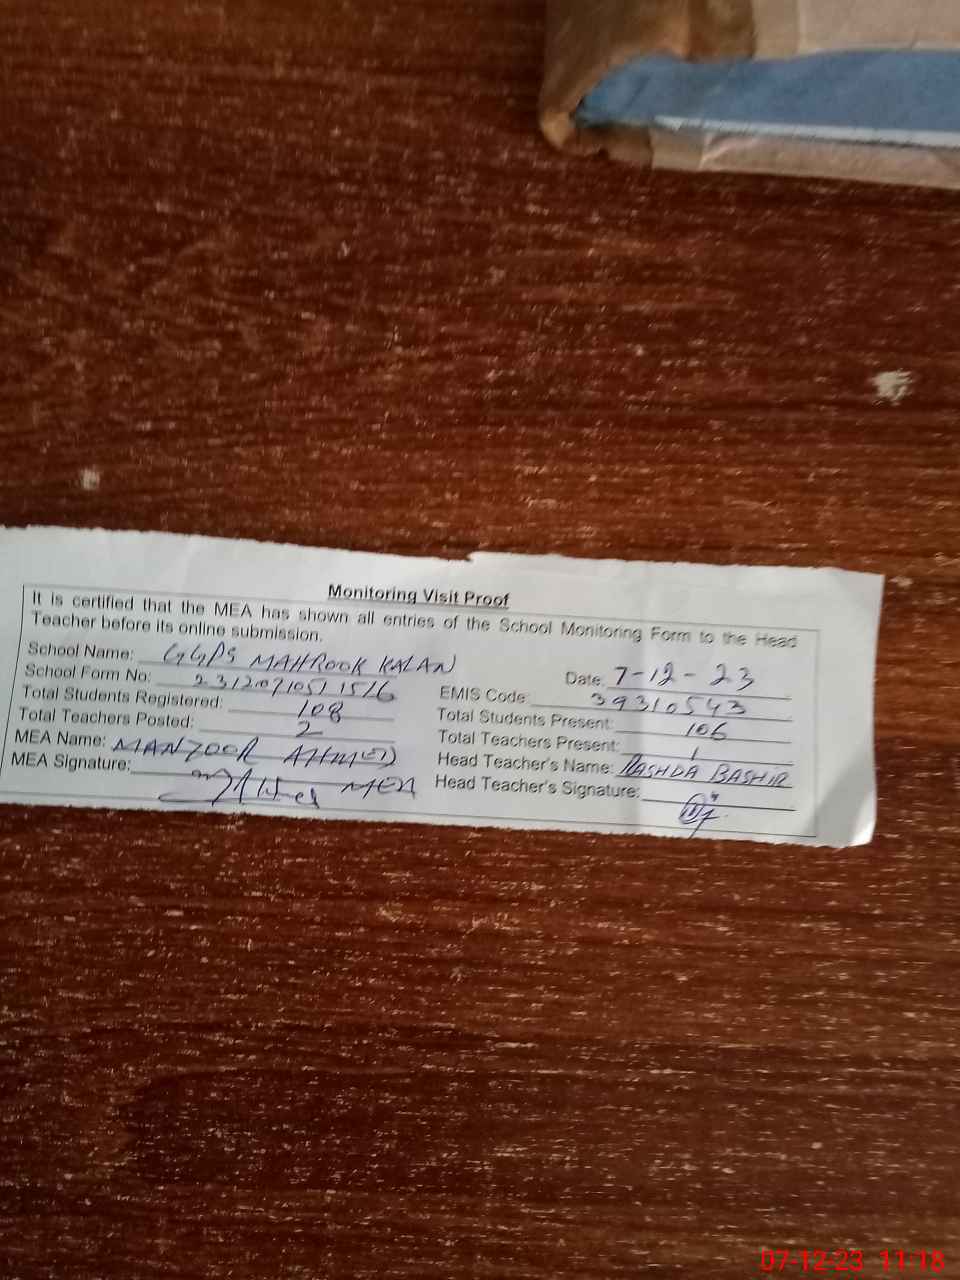 Monitoring Visit Proof
It is certified that the MEA has shown all entries of the School Monitoring Form to the Head
Teacher before its online submission.
School Name: GGPS MAHROOK KALAN
Date: 7-12-23
School Form No:
EMIS Code: 39310543
Total Students Registered: 108
Total Students Present: 106
Total Teachers Posted: 2
Total Teachers Present: 1
MEA Name: MANZOOR AHMED
Head Teacher's Name: RASHDA BASHIR
MEA Signature: MEA
Head Teacher's Signature:
07-12-23 11:18